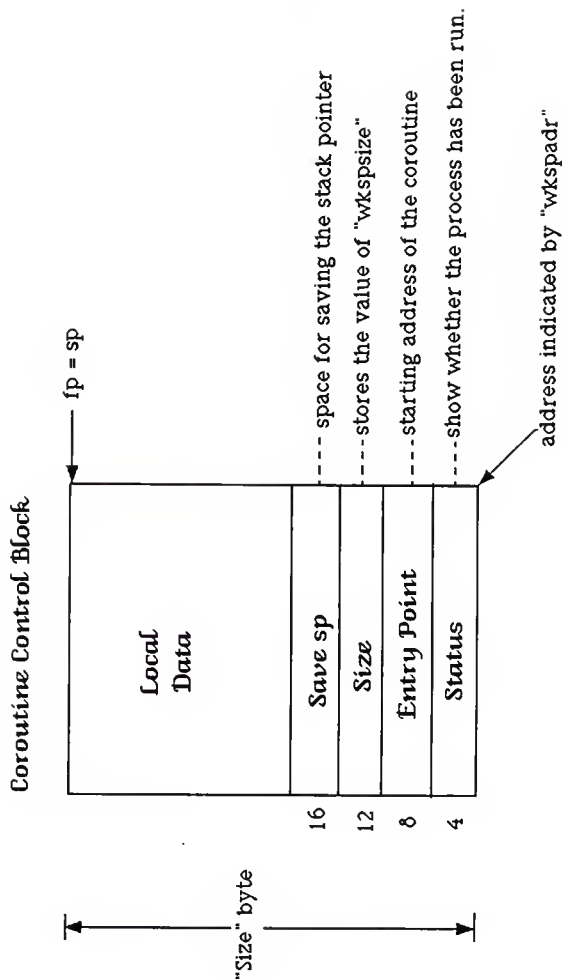 Coroutine Control Block
fp = sp
Local
Data
16
Save sp
space for saving the stack pointer
12
Size
stores the value of "wkspsize"
8
Entry Point
starting address of the coroutine
4
Status
show whether the process has been run.
"Size" byte
address indicated by "wkspadr"